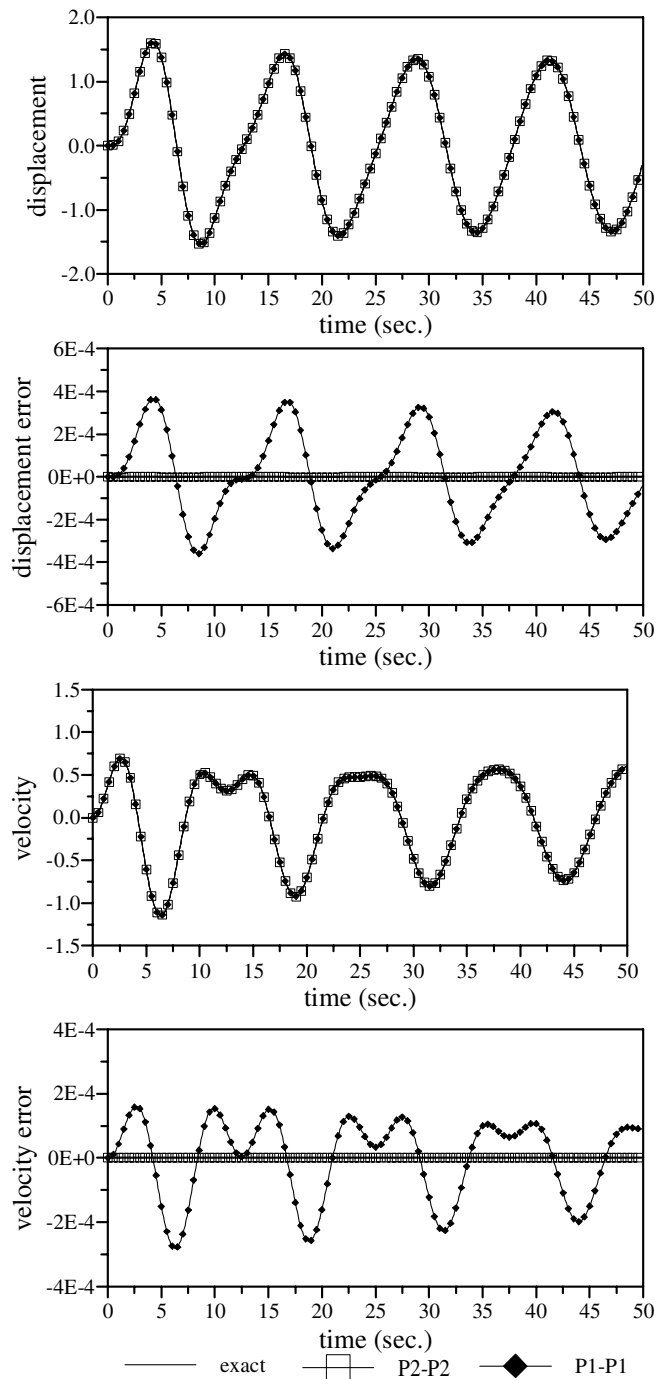 2.0
1.0
0.0
-1.0
-2.0
displacement
0 5 10 15 20 25 30 35 40 45 50
time (sec.)
6E-4
4E-4
2E-4
0E+0
-2E-4
-4E-4
-6E-4
displacement error
0 5 10 15 20 25 30 35 40 45 50
time (sec.)
1.5
1.0
0.5
0.0
-0.5
-1.0
-1.5
velocity
0 5 10 15 20 25 30 35 40 45 50
time (sec.)
4E-4
2E-4
0E+0
-2E-4
-4E-4
velocity error
0 5 10 15 20 25 30 35 40 45 50
time (sec.)
exact P2-P2 P1-P1